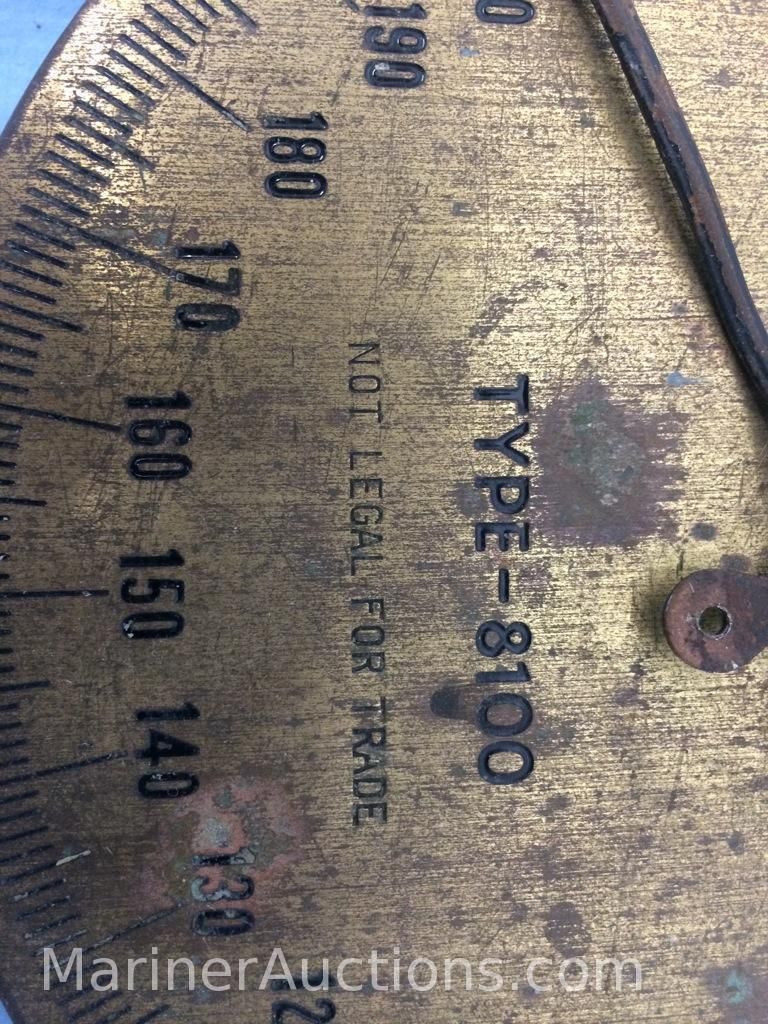 190
180
170
160
150
140
130
TYPE-8100
NOT LEGAL FOR TRADE
MarinerAuctions.com